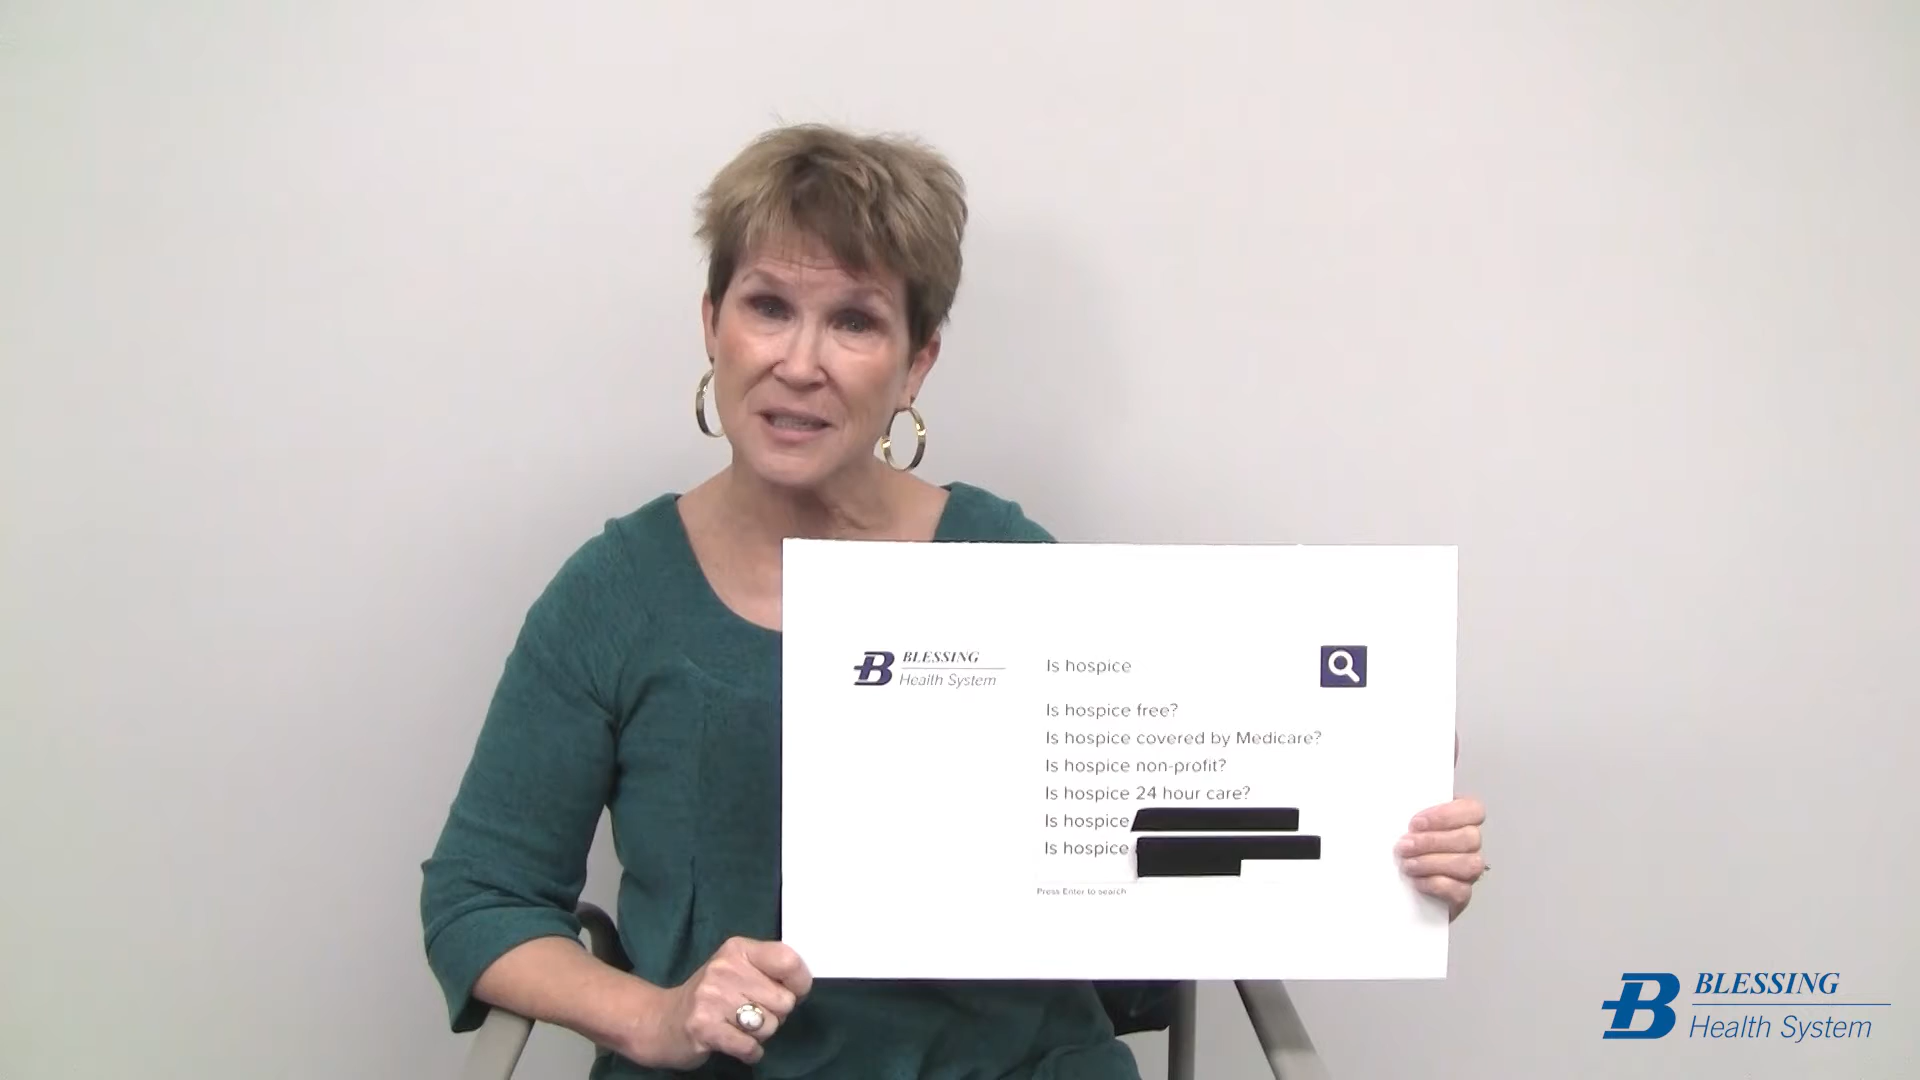 BLESSING
Health System
Is hospice
Is hospice free?
Is hospice covered by Medicare?
Is hospice non-profit?
Is hospice 24 hour care?
Is hospice
Is hospice
Press Enter to search
BLESSING
Health System